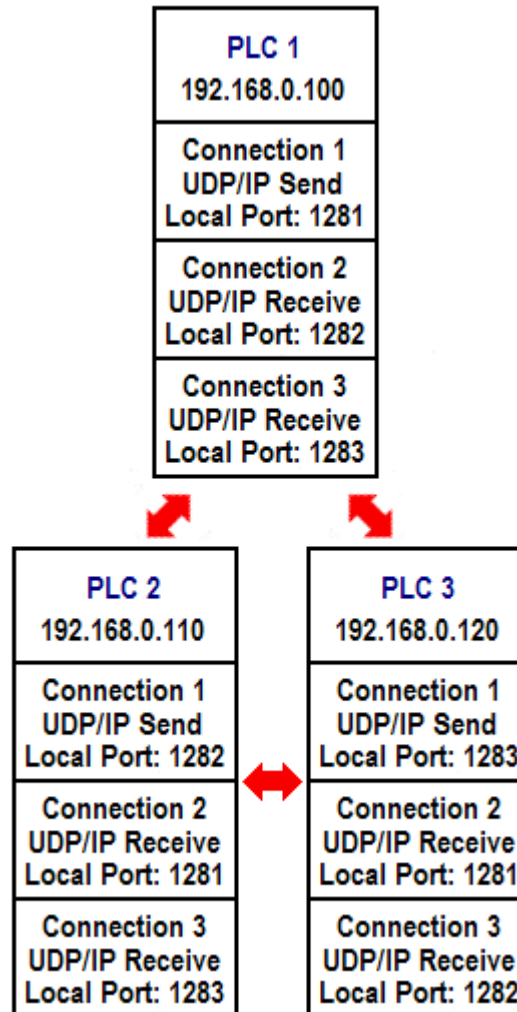 PLC 1
192.168.0.100
Connection 1
UDP/IP Send
Local Port: 1281
Connection 2
UDP/IP Receive
Local Port: 1282
Connection 3
UDP/IP Receive
Local Port: 1283
PLC 2
192.168.0.110
Connection 1
UDP/IP Send
Local Port: 1282
Connection 2
UDP/IP Receive
Local Port: 1281
Connection 3
UDP/IP Receive
Local Port: 1283
PLC 3
192.168.0.120
Connection 1
UDP/IP Send
Local Port: 1283
Connection 2
UDP/IP Receive
Local Port: 1281
Connection 3
UDP/IP Receive
Local Port: 1282